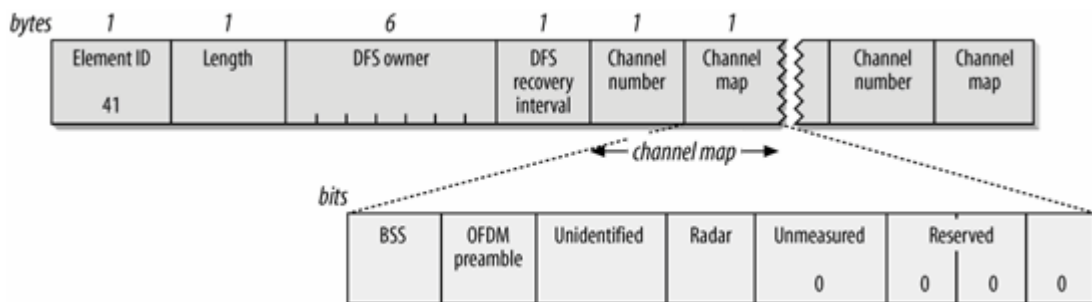 bytes 1 1 6 1 1 1
Element ID Length DFS owner DFS Channel Channel Channel Channel
recovery number map number map
41 interval
channel map
bits
BSS OFDM Unidentified Radar Unmeasured Reserved
preamble
0 0 0 0